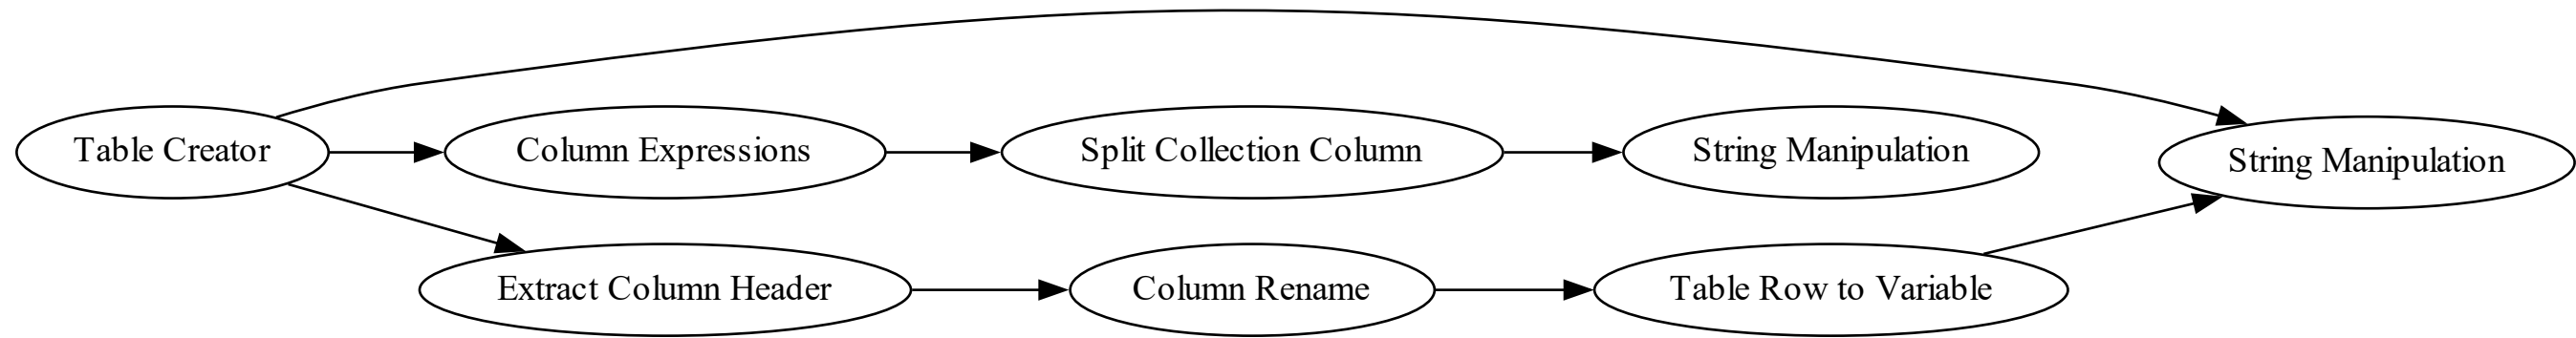 Table Creator
Column Expressions
Split Collection Column
String Manipulation
String Manipulation
Extract Column Header
Column Rename
Table Row to Variable